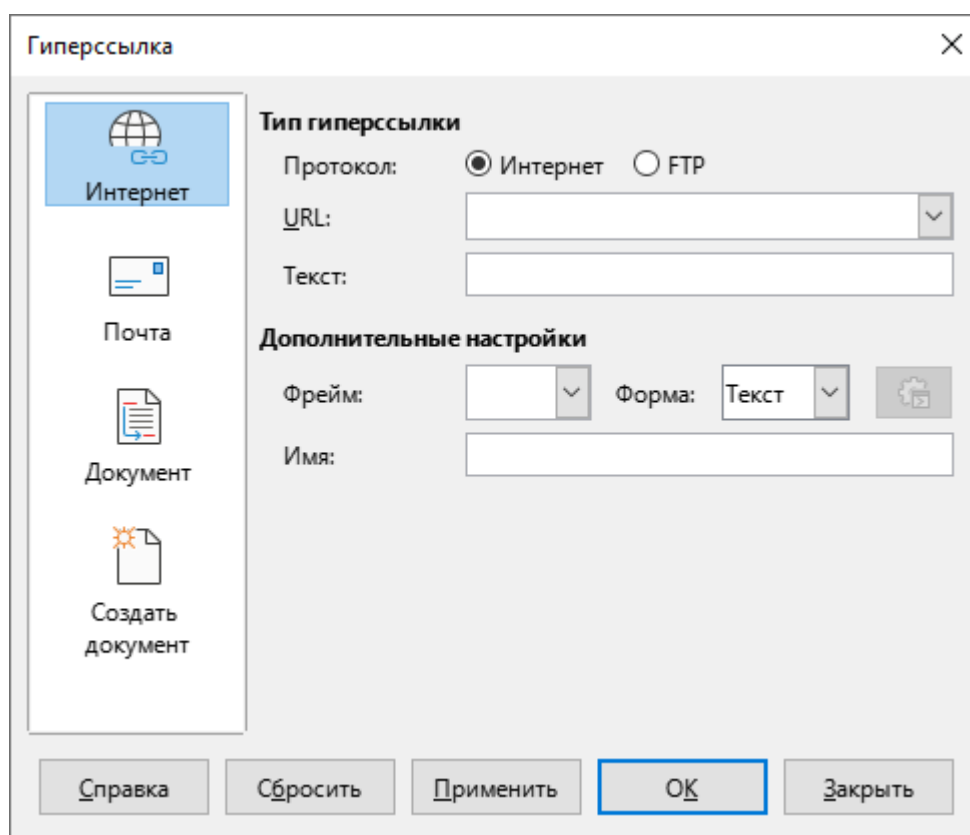 Гиперссылка
Интернет
Почта
Документ
Создать
документ
Тип гиперссылки
Протокол: Интернет FTP
URL:
Текст:
Дополнительные настройки
Фрейм: Форма: Текст
Имя:
Справка Сбросить Применить ОК Закрыть